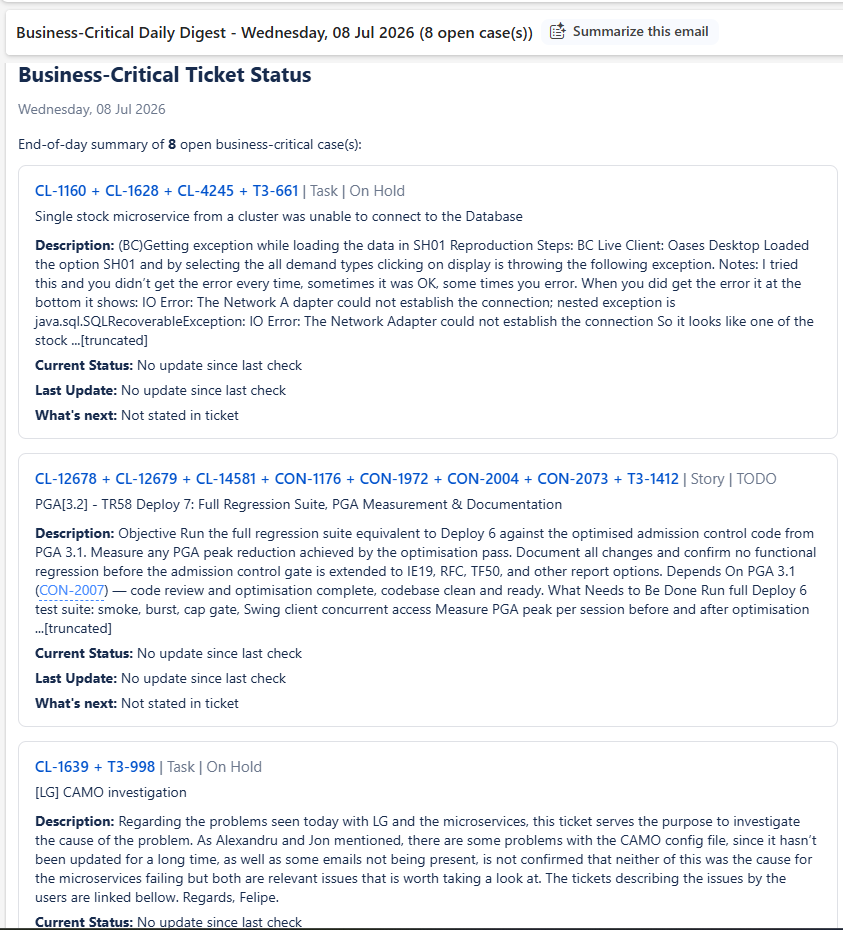 Business-Critical Daily Digest - Wednesday, 08 Jul 2026 (8 open case(s)) Summarize this email
Business-Critical Ticket Status
Wednesday, 08 Jul 2026
End-of-day summary of 8 open business-critical case(s):
CL-1160 + CL-1628 + CL-4245 + T3-661 | Task | On Hold
Single stock microservice from a cluster was unable to connect to the Database
Description: (BC)Getting exception while loading the data in SH01 Reproduction Steps: BC Live Client: Oases Desktop Loaded
the option SH01 and by selecting the all demand types clicking on display is throwing the following exception. Notes: I tried
this and you didn’t get the error every time, sometimes it was OK, some times you error. When you did get the error it at the
bottom it shows: IO Error: The Network A dapter could not establish the connection; nested exception is
java.sql.SQLRecoverableException: IO Error: The Network Adapter could not establish the connection So it looks like one of the
stock ...[truncated]
Current Status: No update since last check
Last Update: No update since last check
What's next: Not stated in ticket
CL-12678 + CL-12679 + CL-14581 + CON-1176 + CON-1972 + CON-2004 + CON-2073 + T3-1412 | Story | TODO
PGA[3.2] - TR58 Deploy 7: Full Regression Suite, PGA Measurement & Documentation
Description: Objective Run the full regression suite equivalent to Deploy 6 against the optimised admission control code from
PGA 3.1. Measure any PGA peak reduction achieved by the optimisation pass. Document all changes and confirm no functional
regression before the admission control gate is extended to IE19, RFC, TF50, and other report options. Depends On PGA 3.1
(CON-2007) — code review and optimisation complete, codebase clean and ready. What Needs to Be Done Run full Deploy 6
test suite: smoke, burst, cap gate, Swing client concurrent access Measure PGA peak per session before and after optimisation
...[truncated]
Current Status: No update since last check
Last Update: No update since last check
What's next: Not stated in ticket
CL-1639 + T3-998 | Task | On Hold
[LG] CAMO investigation
Description: Regarding the problems seen today with LG and the microservices, this ticket serves the purpose to investigate
the cause of the problem. As Alexandru and Jon mentioned, there are some problems with the CAMO config file, since it hasn’t
been updated for a long time, as well as some emails not being present, is not confirmed that neither of this was the cause for
the microservices failing but both are relevant issues that is worth taking a look at. The tickets describing the issues by the
users are linked bellow. Regards, Felipe.
Current Status: No update since last check